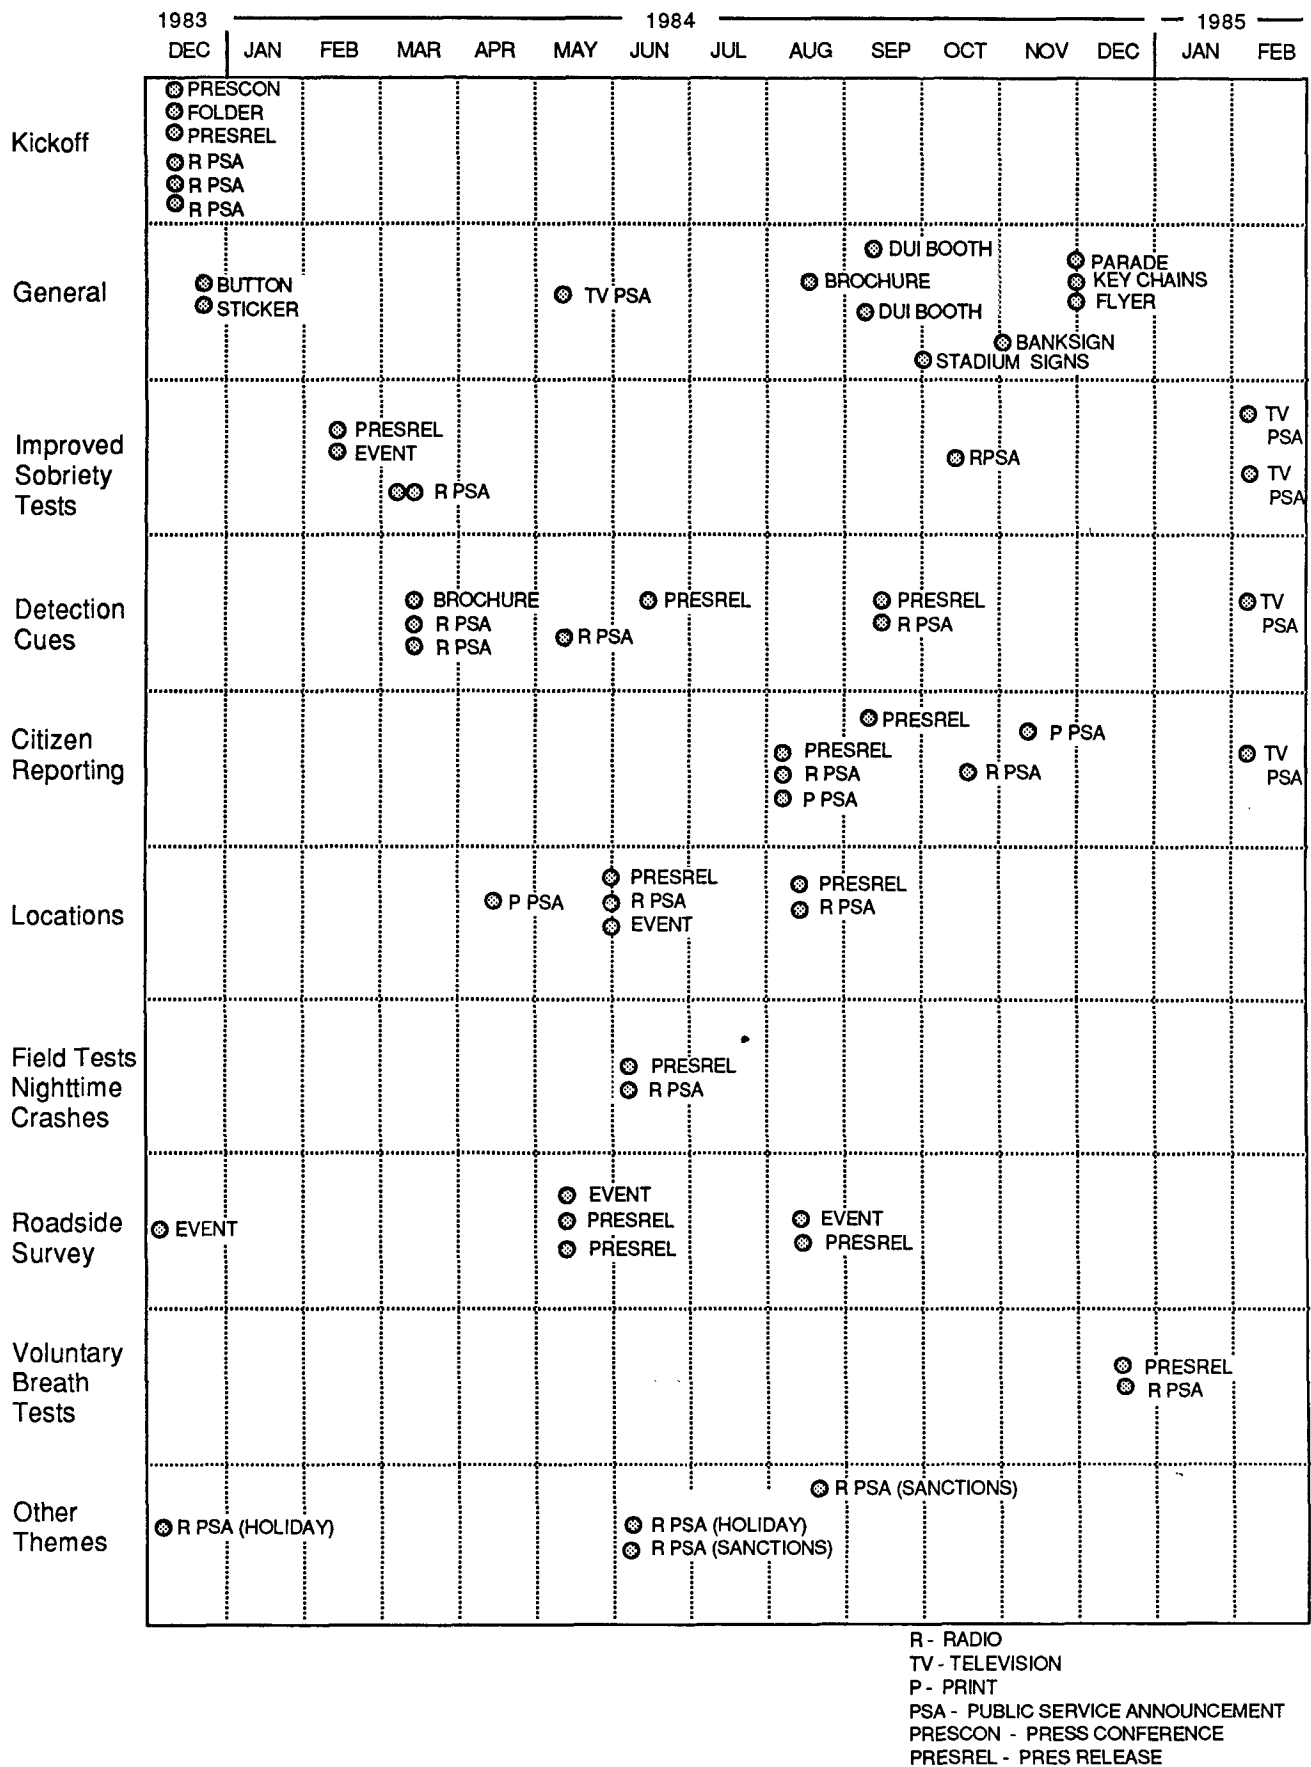 1983 1984 1985
DEC JAN FEB MAR APR MAY JUN JUL AUG SEP OCT NOV DEC JAN FEB
Kickoff
PRESCON
FOLDER
PRESREL
R PSA
R PSA
R PSA
General
BUTTON
STICKER
TV PSA
DUI BOOTH
BROCHURE
DUI BOOTH
STADIUM SIGNS
BANKSIGN
PARADE
KEY CHAINS
FLYER
Improved
Sobriety
Tests
PRESREL
EVENT
R PSA
RPSA
TV
PSA
TV
PSA
Detection
Cues
BROCHURE
R PSA
R PSA
R PSA
PRESREL
PRESREL
R PSA
TV
PSA
Citizen
Reporting
PRESREL
R PSA
P PSA
PRESREL
R PSA
P PSA
TV
PSA
Locations
P PSA
PRESREL
R PSA
EVENT
PRESREL
R PSA
Field Tests
Nighttime
Crashes
PRESREL
R PSA
Roadside
Survey
EVENT
EVENT
PRESREL
PRESREL
EVENT
PRESREL
Voluntary
Breath
Tests
PRESREL
R PSA
Other
Themes
R PSA (HOLIDAY)
R PSA (HOLIDAY)
R PSA (SANCTIONS)
R PSA (SANCTIONS)
R - RADIO
TV - TELEVISION
P - PRINT
PSA - PUBLIC SERVICE ANNOUNCEMENT
PRESCON - PRESS CONFERENCE
PRESREL - PRES RELEASE